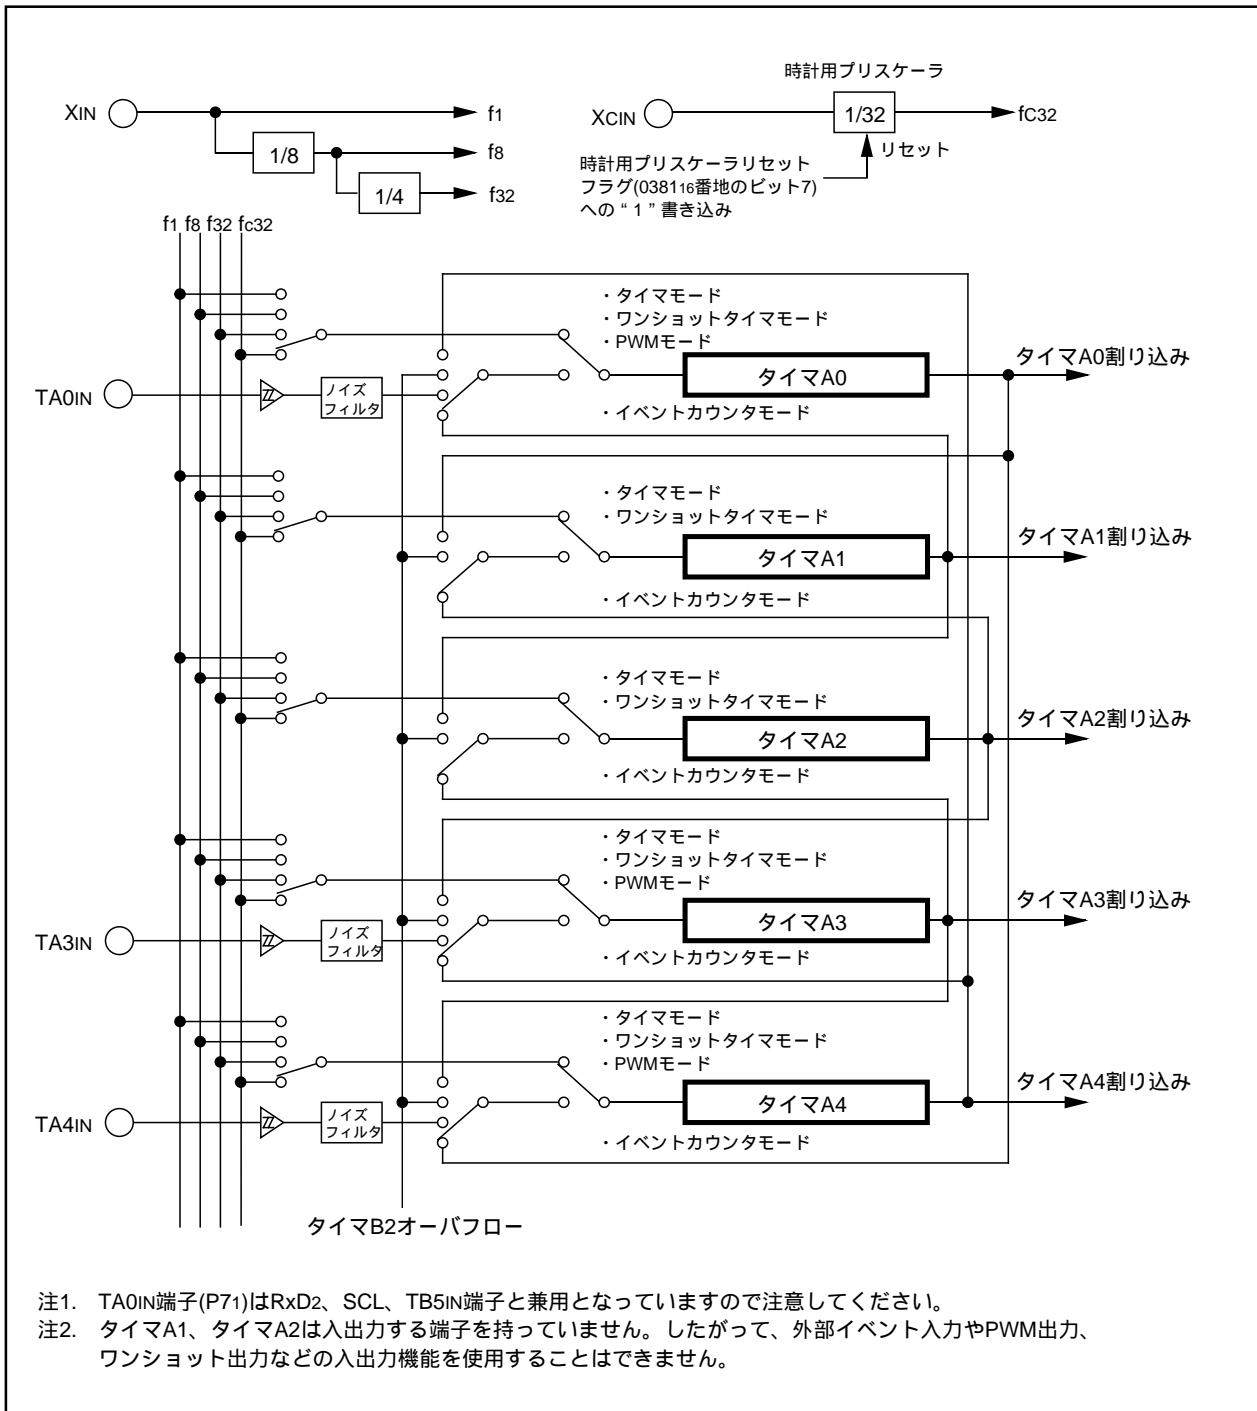 時計用プリスケーラ
XIN
f1
XCIN
1/32
fC32
1/8
f8
リセット
1/4
f32
時計用プリスケーラリセット
フラグ(038116番地のビット7)
への“1”書き込み
f1 f8 f32 fc32
・タイマモード
・ワンショットタイマモード
・PWMモード
タイマA0割り込み
TA0IN
ノイズ
フィルタ
タイマA0
・イベントカウンタモード
・タイマモード
・ワンショットタイマモード
タイマA1割り込み
タイマA1
・イベントカウンタモード
・タイマモード
・ワンショットタイマモード
タイマA2割り込み
タイマA2
・イベントカウンタモード
・タイマモード
・ワンショットタイマモード
・PWMモード
タイマA3割り込み
TA3IN
ノイズ
フィルタ
タイマA3
・イベントカウンタモード
・タイマモード
・ワンショットタイマモード
・PWMモード
タイマA4割り込み
TA4IN
ノイズ
フィルタ
タイマA4
・イベントカウンタモード
タイマB2オーバフロー
注1. TA0IN端子(P71)はRxD2、SCL、TB5IN端子と兼用となっていますので注意してください。
注2. タイマA1、タイマA2は入出力する端子を持っていません。したがって、外部イベント入力やPWM出力、
ワンショット出力などの入出力機能を使用することはできません。